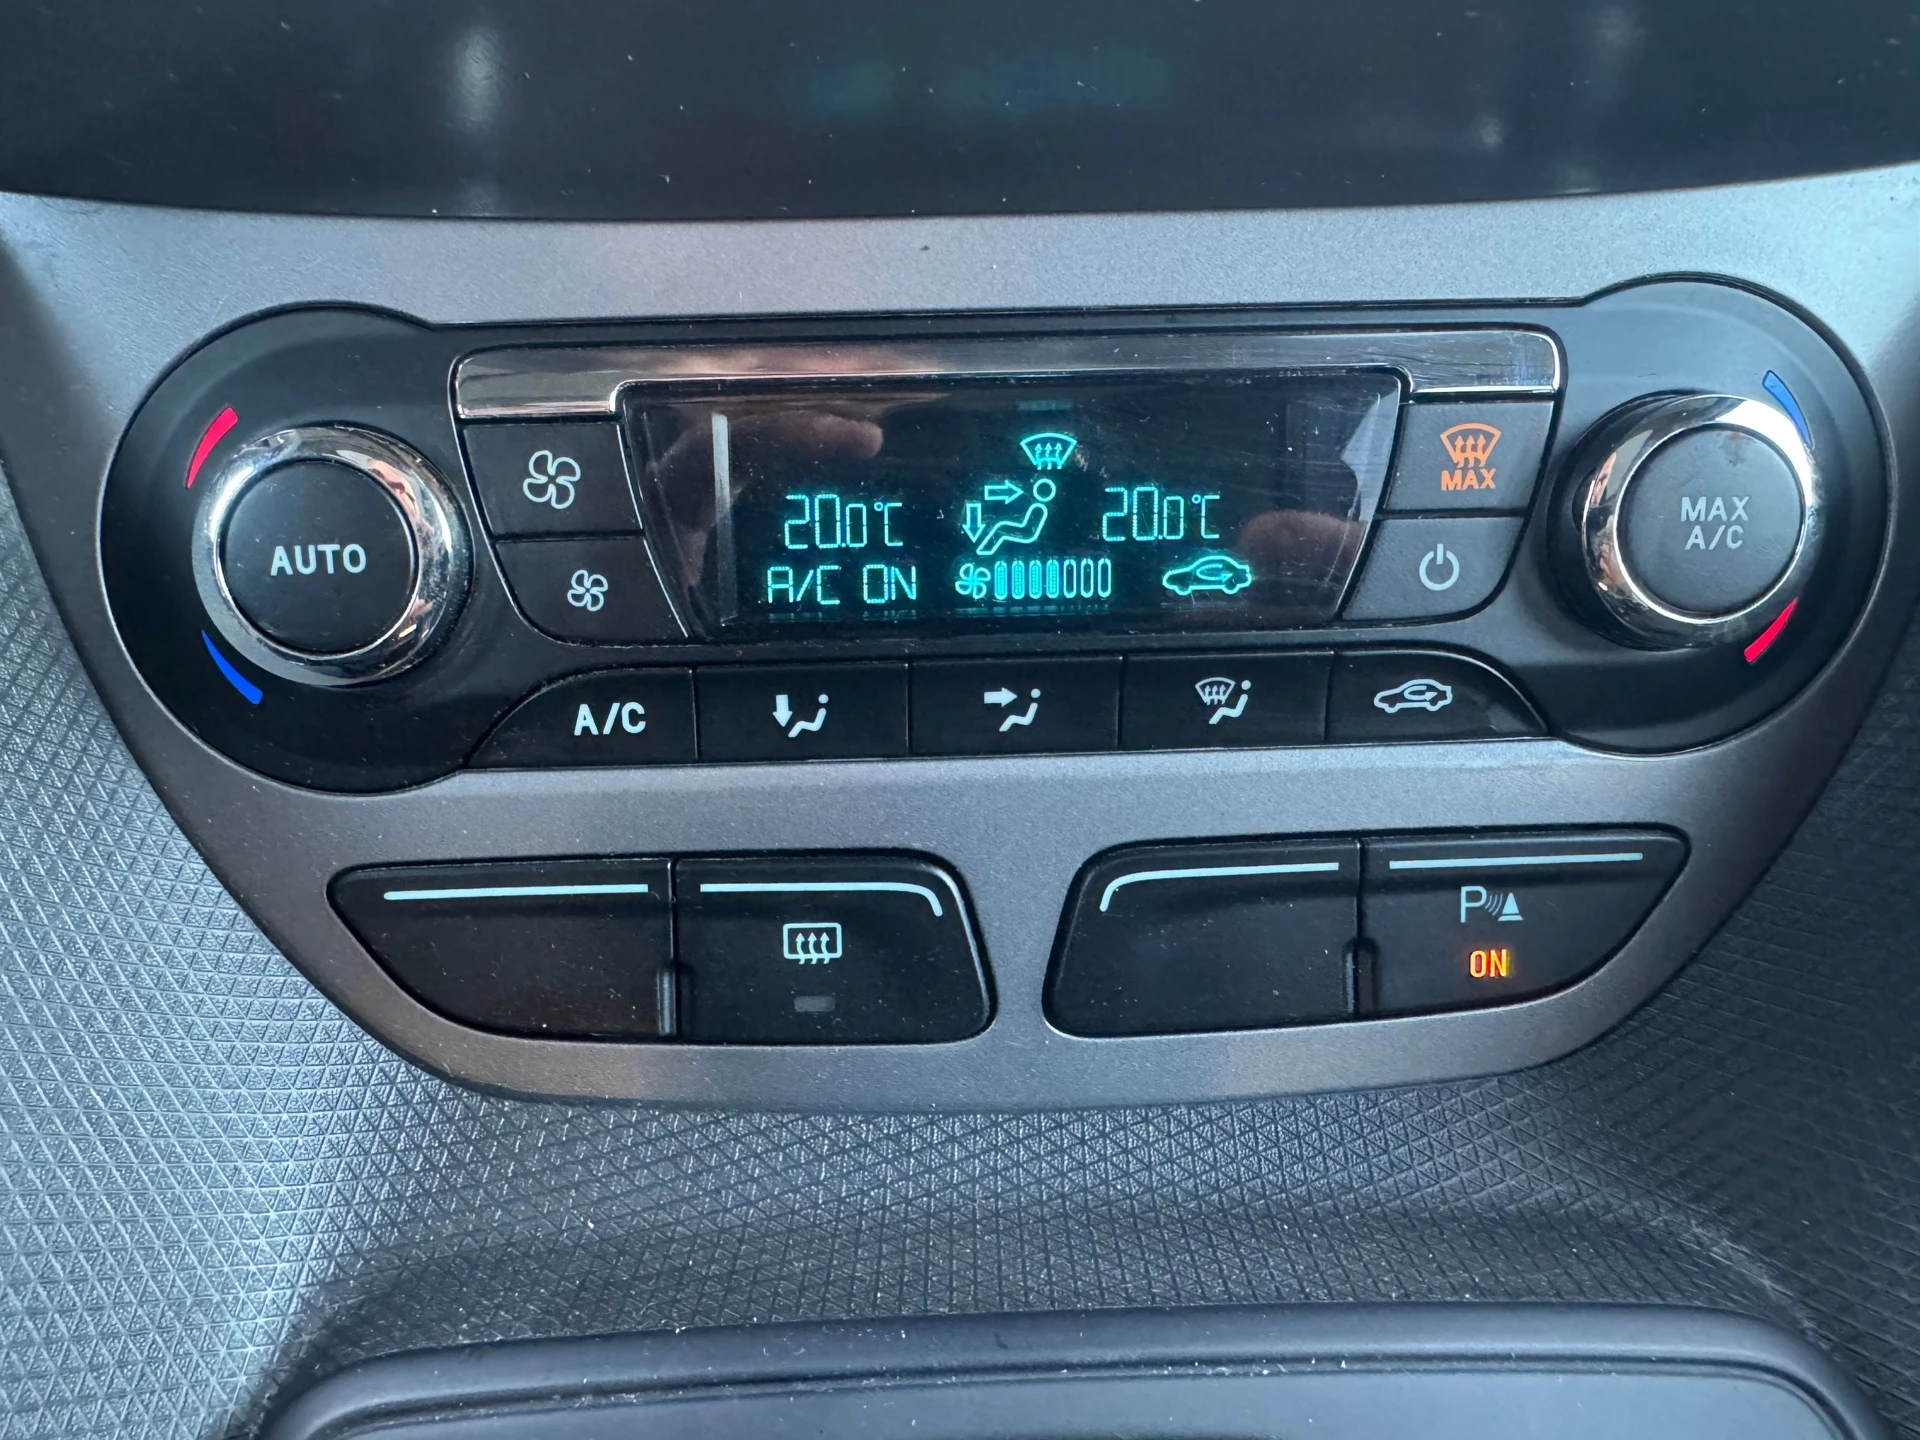 MAX
20.0°C 20.0°C
AUTO
MAX
A/C
A/C ON
A/C
P
ON